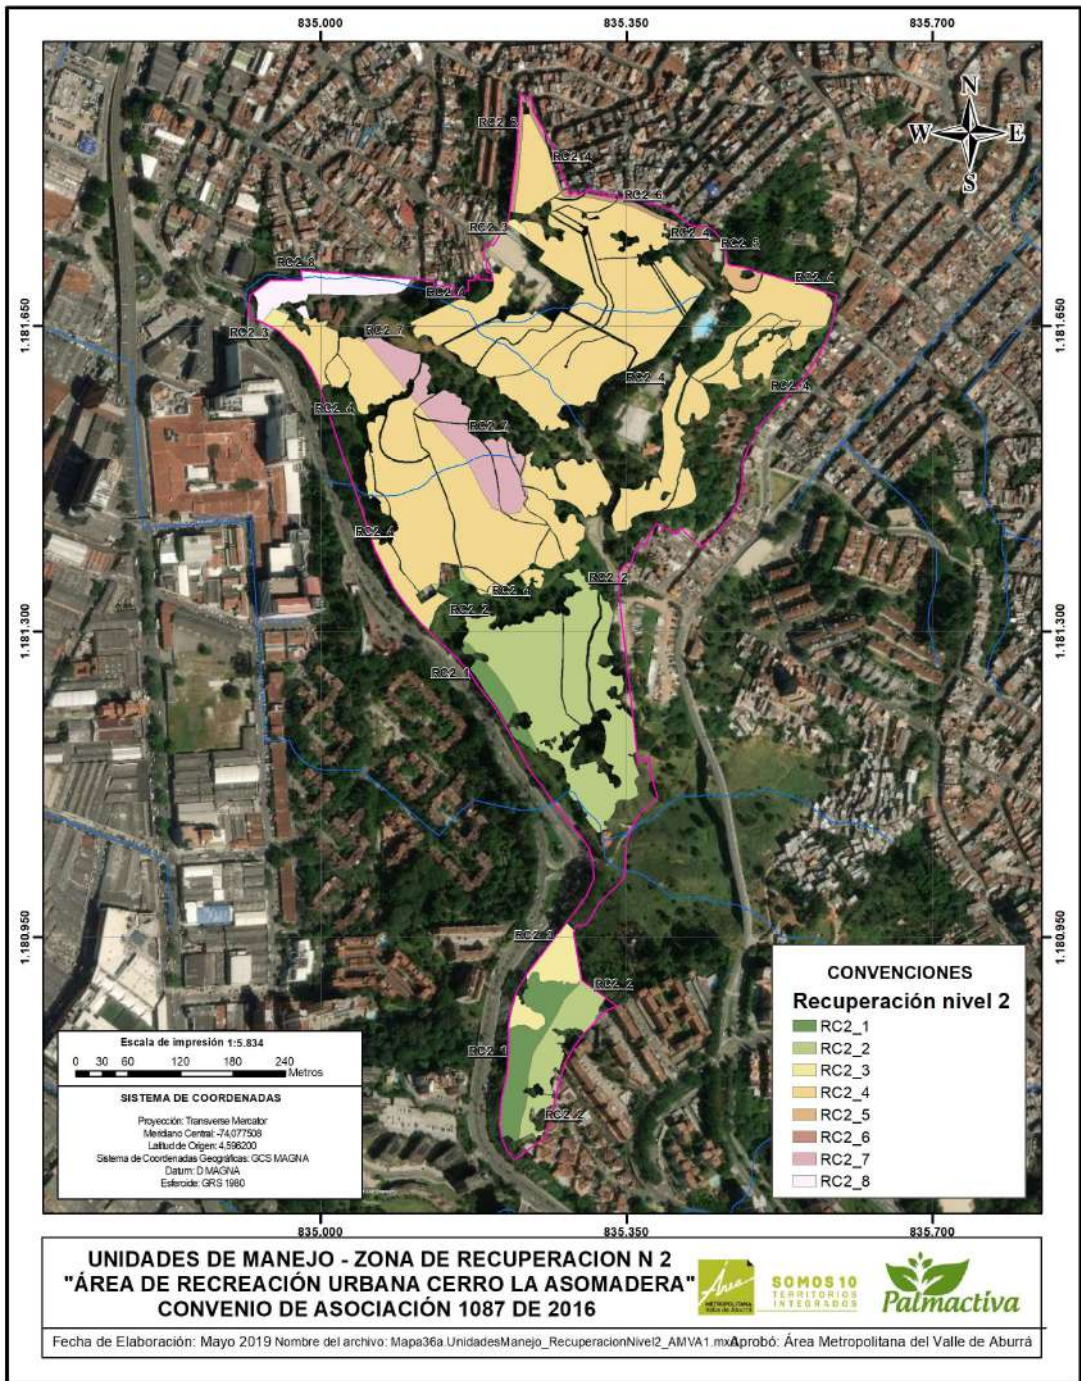 835.000 835.350 835.700
N
W E
S
RC2_4
RC2_6
RC2_4
RC2_5
RC2_4
RC2_8
RC2_3
RC2_7
RC2_4
RC2_4
RC2_4
RC2_7
RC2_4
RC2_4
RC2_2
RC2_2
RC2_1
RC2_3
RC2_2
RC2_1
RC2_2
1.181.650 1.181.650
1.181.300 1.181.300
1.180.950 1.180.950
CONVENCIONES
Recuperación nivel 2
RC2_1
RC2_2
RC2_3
RC2_4
RC2_5
RC2_6
RC2_7
RC2_8
Escala de impresión 1:5.834
0 30 60 120 180 240
Metros
SISTEMA DE COORDENADAS
Proyección: Transverse Mercator
Meridiano Central: -74,077508
Latitud de Origen: 4,596200
Sistema de Coordenadas Geográficas: GCS MAGNA
Datum: D MAGNA
Esferoide: GRS 1980
835.000 835.350 835.700
UNIDADES DE MANEJO - ZONA DE RECUPERACION N 2
"ÁREA DE RECREACIÓN URBANA CERRO LA ASOMADERA"
CONVENIO DE ASOCIACIÓN 1087 DE 2016
Área
METROPOLITANA
Valle de Aburrá
SOMOS 10
TERRITORIOS
INTEGRADOS
Palmactiva
Fecha de Elaboración: Mayo 2019 Nombre del archivo: Mapa36a.UnidadesManejo_RecuperacionNivel2_AMVA1.mxd Aprobó: Área Metropolitana del Valle de Aburrá